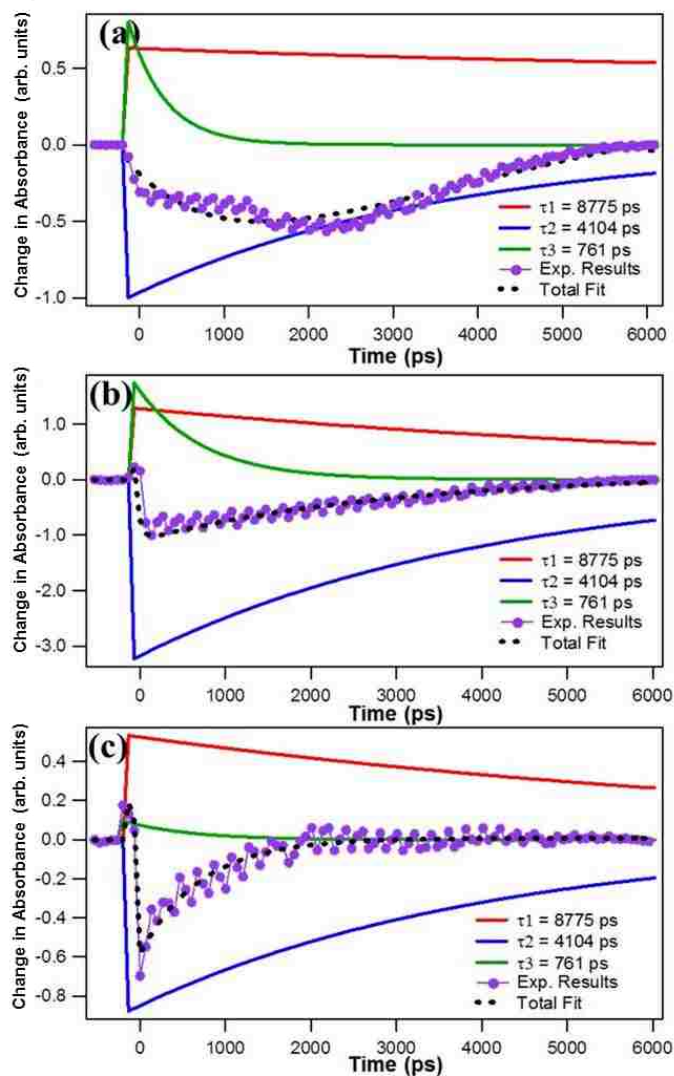 (a)
Change in Absorbance (arb. units)
0.5
0.0
-0.5
-1.0
τ1 = 8775 ps
τ2 = 4104 ps
τ3 = 761 ps
Exp. Results
Total Fit
0 1000 2000 3000 4000 5000 6000
Time (ps)
(b)
Change in Absorbance (arb. units)
1.0
0.0
-1.0
-2.0
-3.0
τ1 = 8775 ps
τ2 = 4104 ps
τ3 = 761 ps
Exp. Results
Total Fit
0 1000 2000 3000 4000 5000 6000
Time (ps)
(c)
Change in Absorbance (arb. units)
0.4
0.2
0.0
-0.2
-0.4
-0.6
-0.8
τ1 = 8775 ps
τ2 = 4104 ps
τ3 = 761 ps
Exp. Results
Total Fit
0 1000 2000 3000 4000 5000 6000
Time (ps)